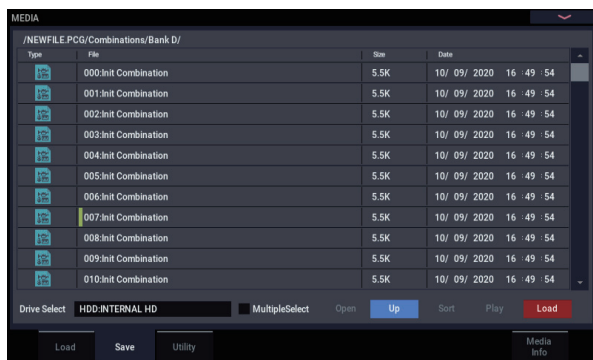 MEDIA
/NEWFILE.PCG/Combinations/Bank D/
Type File Size Date
000:Init Combination 5.5K 10/ 09/ 2020 16 :49 :54
001:Init Combination 5.5K 10/ 09/ 2020 16 :49 :54
002:Init Combination 5.5K 10/ 09/ 2020 16 :49 :54
003:Init Combination 5.5K 10/ 09/ 2020 16 :49 :54
004:Init Combination 5.5K 10/ 09/ 2020 16 :49 :54
005:Init Combination 5.5K 10/ 09/ 2020 16 :49 :54
006:Init Combination 5.5K 10/ 09/ 2020 16 :49 :54
007:Init Combination 5.5K 10/ 09/ 2020 16 :49 :54
008:Init Combination 5.5K 10/ 09/ 2020 16 :49 :54
009:Init Combination 5.5K 10/ 09/ 2020 16 :49 :54
010:Init Combination 5.5K 10/ 09/ 2020 16 :49 :54
Drive Select HDD:INTERNAL HD MultipleSelect Open Up Sort Play Load
Load Save Utility Media
Info